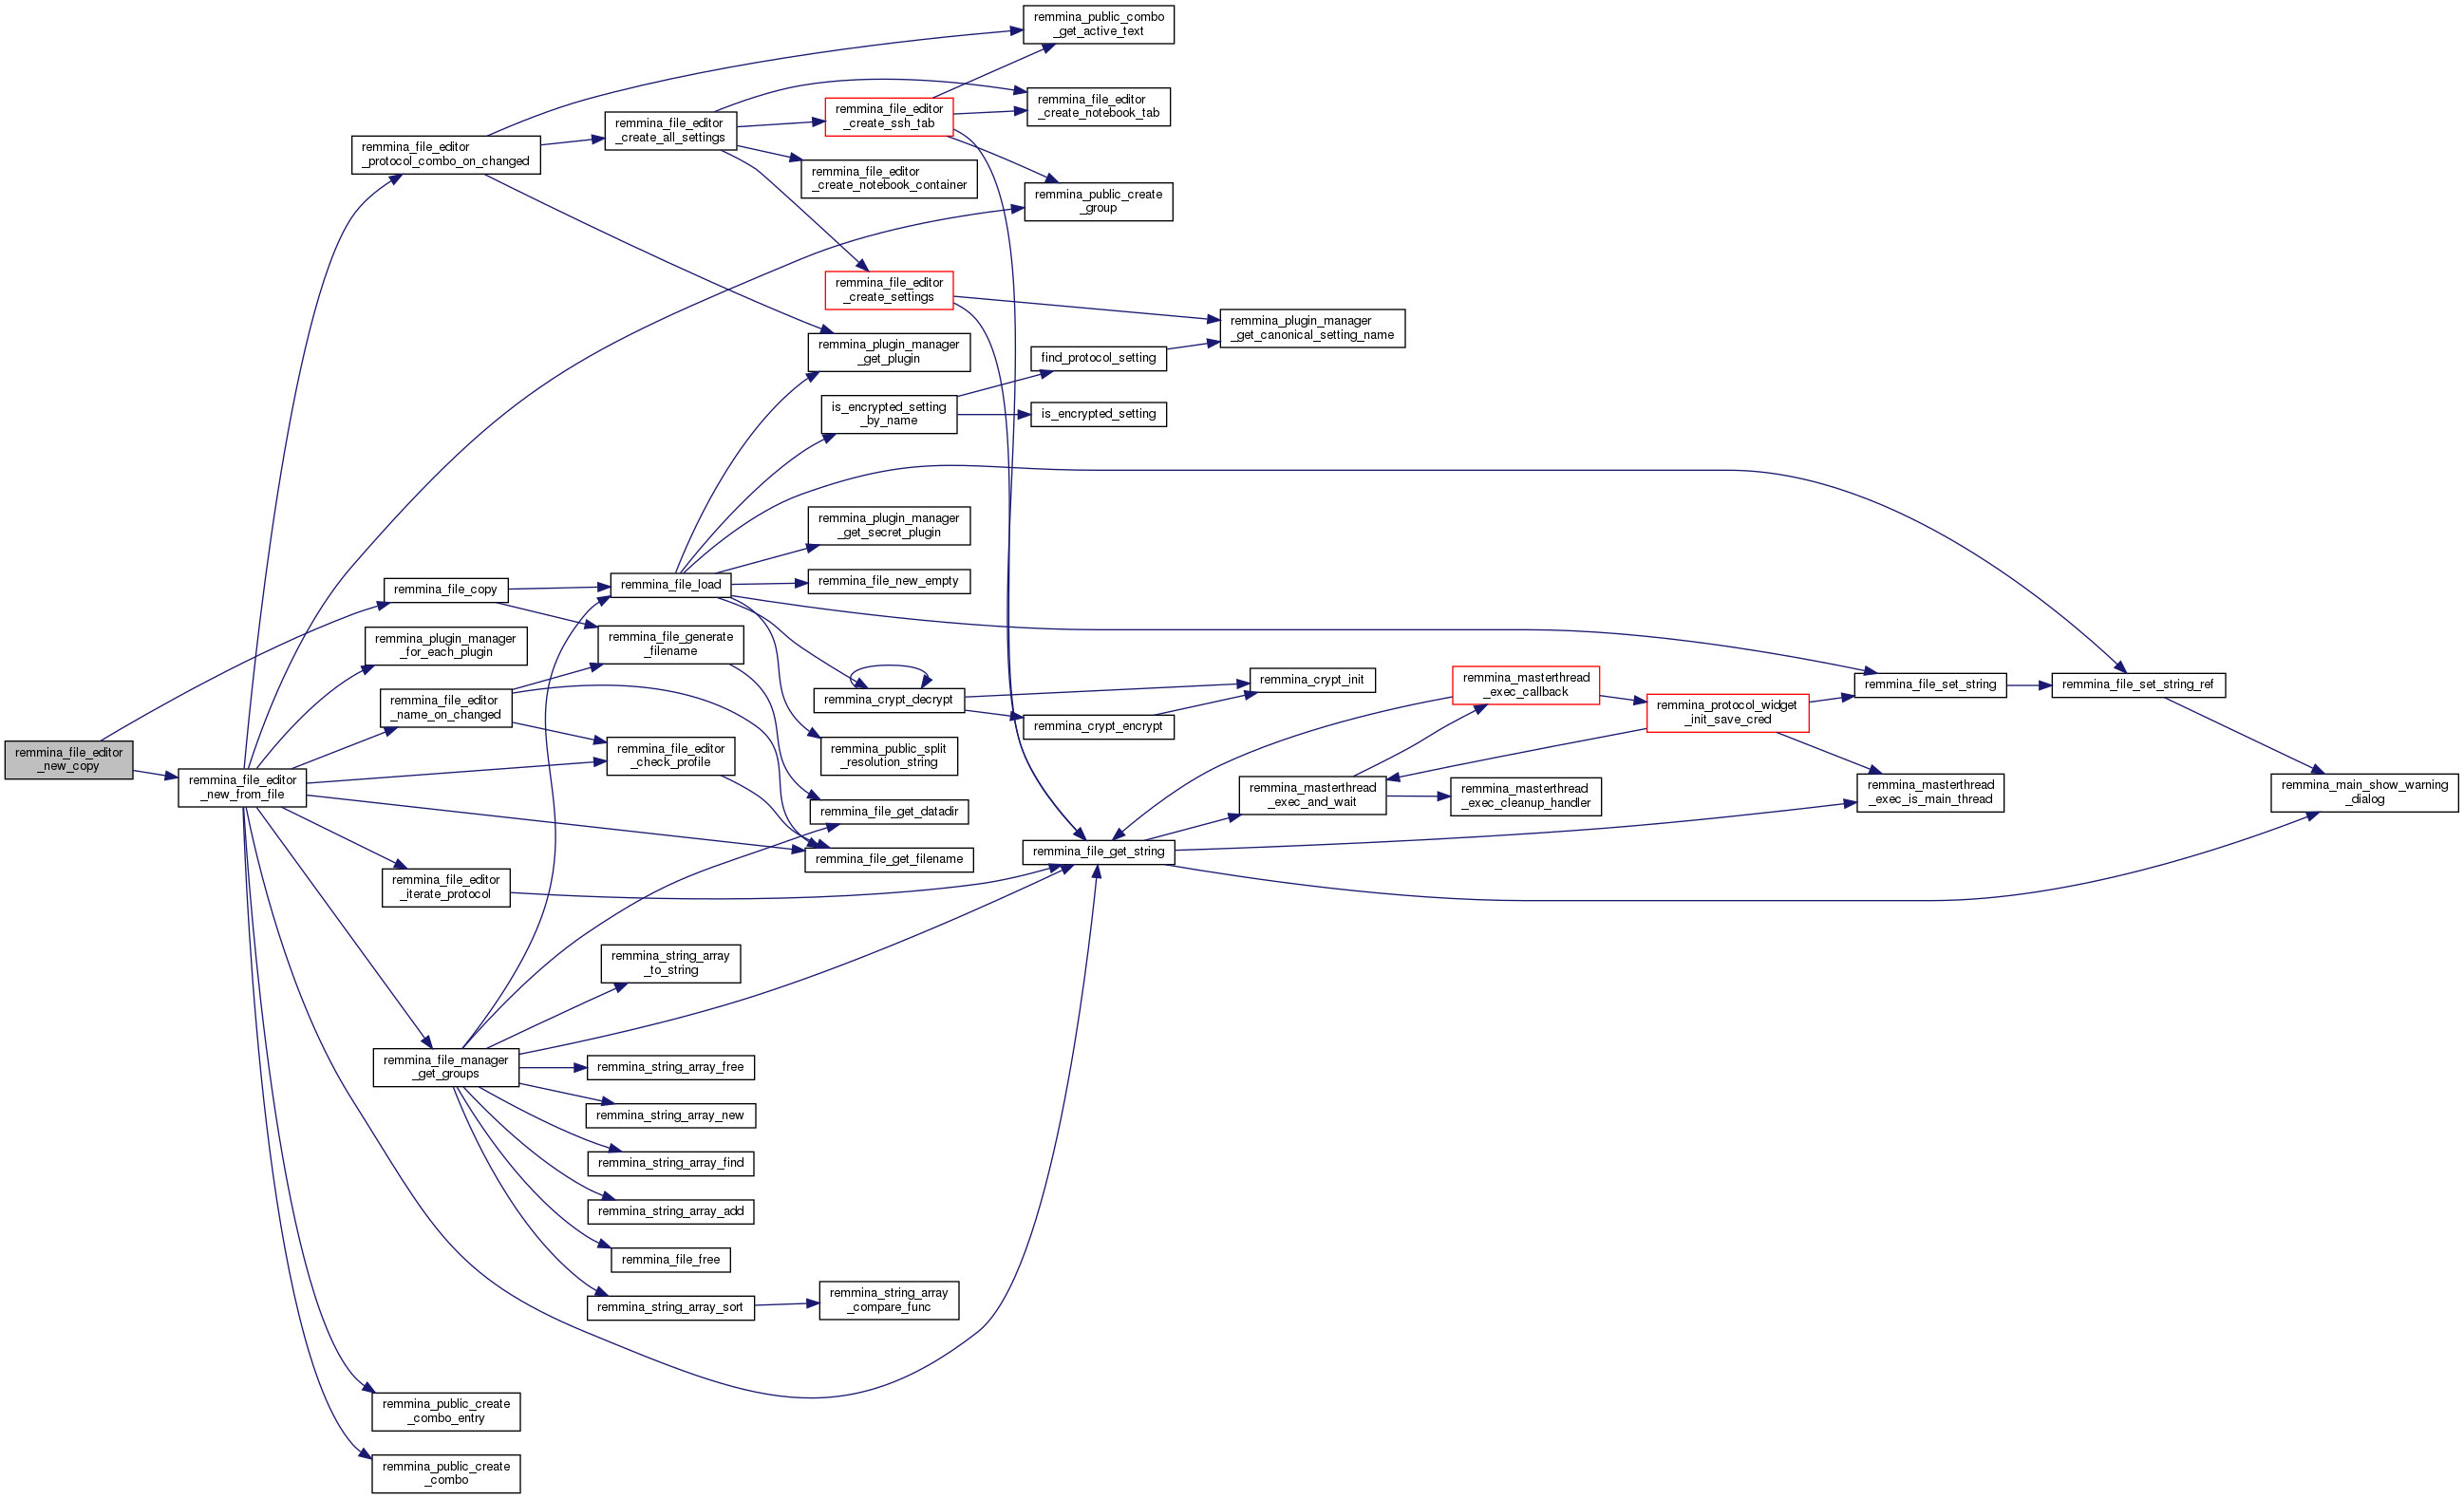 remmina_file_editor
_new_copy
remmina_file_copy
remmina_file_editor
_new_from_file
remmina_file_editor
_protocol_combo_on_changed
remmina_plugin_manager
_for_each_plugin
remmina_file_editor
_name_on_changed
remmina_file_editor
_iterate_protocol
remmina_file_manager
_get_groups
remmina_public_create
_combo_entry
remmina_public_create
_combo
remmina_file_editor
_create_all_settings
remmina_file_load
remmina_file_generate
_filename
remmina_file_editor
_check_profile
remmina_string_array
_to_string
remmina_string_array_free
remmina_string_array_new
remmina_string_array_find
remmina_string_array_add
remmina_file_free
remmina_string_array_sort
remmina_file_editor
_create_ssh_tab
remmina_file_editor
_create_notebook_container
remmina_file_editor
_create_settings
remmina_plugin_manager
_get_plugin
is_encrypted_setting
_by_name
remmina_plugin_manager
_get_secret_plugin
remmina_file_new_empty
remmina_crypt_decrypt
remmina_public_split
_resolution_string
remmina_file_get_datadir
remmina_file_get_filename
remmina_string_array
_compare_func
remmina_public_combo
_get_active_text
remmina_file_editor
_create_notebook_tab
remmina_public_create
_group
find_protocol_setting
is_encrypted_setting
remmina_crypt_encrypt
remmina_file_get_string
remmina_plugin_manager
_get_canonical_setting_name
remmina_crypt_init
remmina_masterthread
_exec_and_wait
remmina_masterthread
_exec_callback
remmina_masterthread
_exec_cleanup_handler
remmina_protocol_widget
_init_save_cred
remmina_file_set_string
remmina_masterthread
_exec_is_main_thread
remmina_file_set_string_ref
remmina_main_show_warning
_dialog